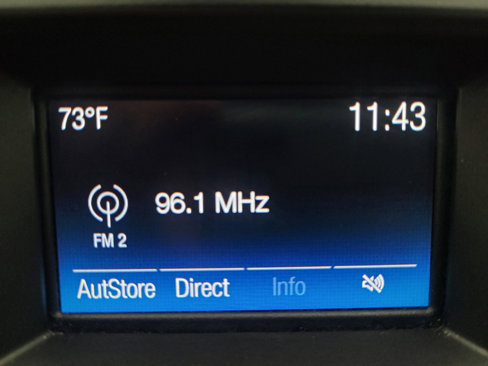 73°F 11:43
96.1 MHz
FM 2
AutStore Direct Info